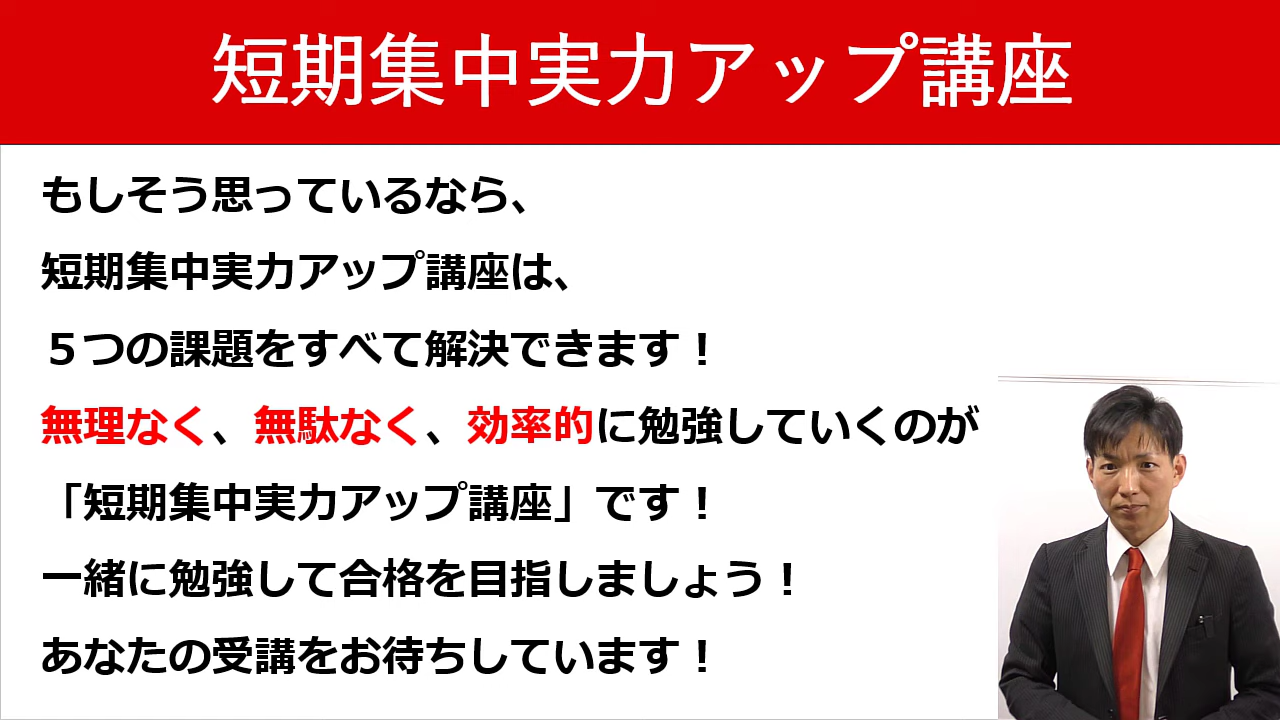 短期集中実力アップ講座
もしそう思っているなら、
短期集中実力アップ講座は、
５つの課題をすべて解決できます！
無理なく、無駄なく、効率的に勉強していくのが
「短期集中実力アップ講座」です！
一緒に勉強して合格を目指しましょう！
あなたの受講をお待ちしています！